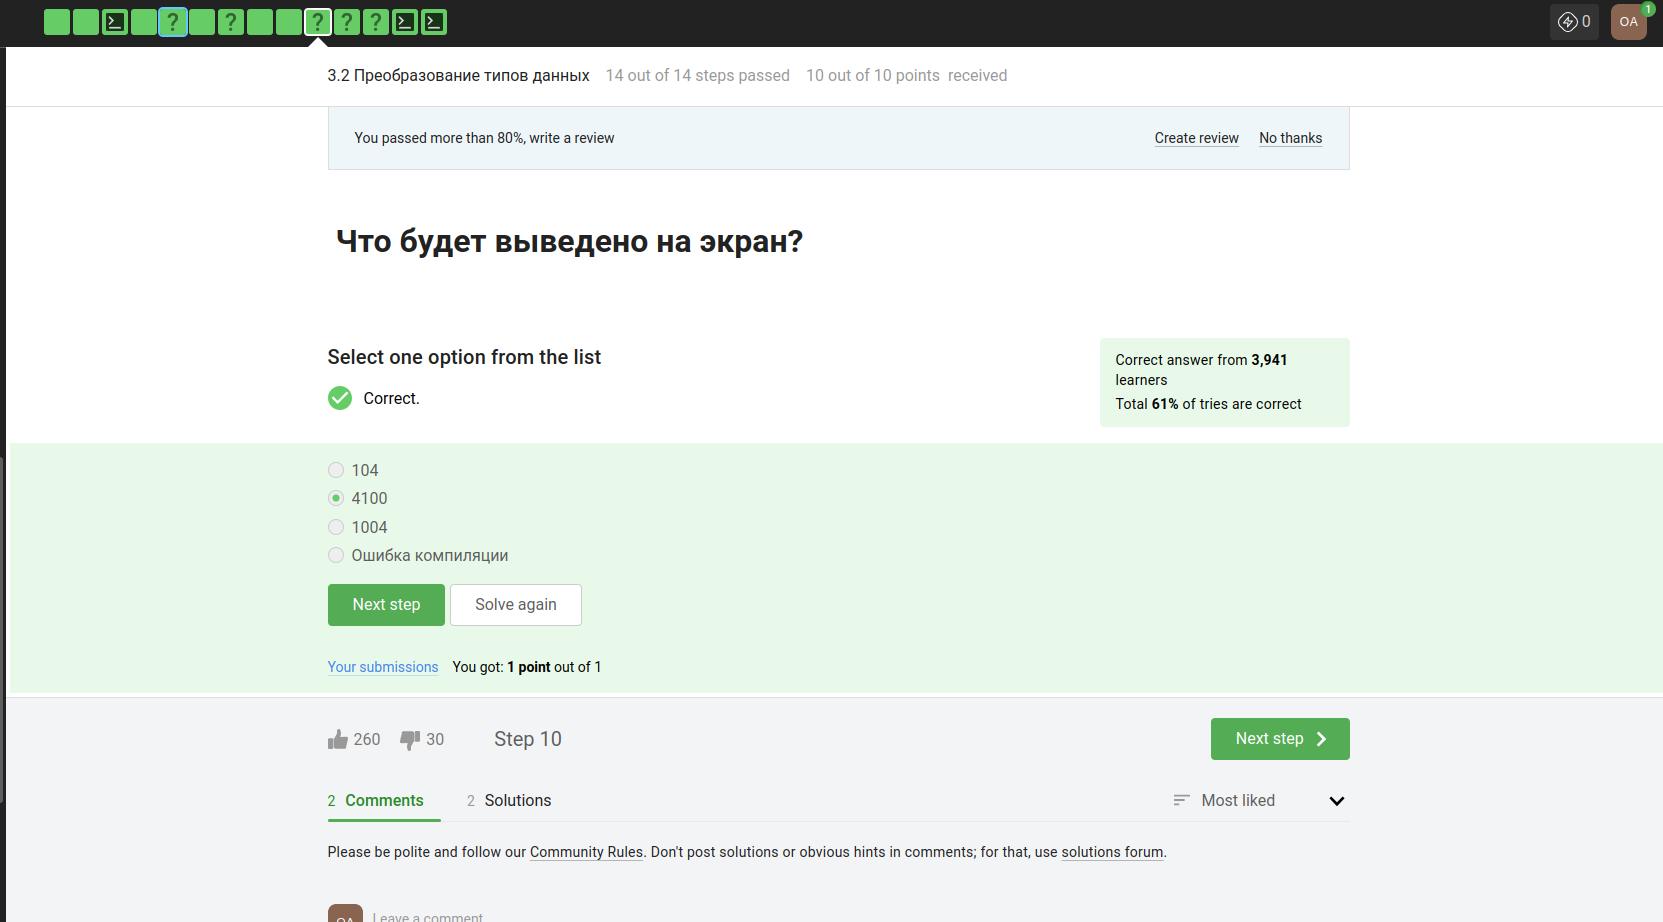 0
OA
1
3.2 Преобразование типов данных 14 out of 14 steps passed 10 out of 10 points received
You passed more than 80%, write a review Create review No thanks
Что будет выведено на экран?
Select one option from the list
Correct.
Correct answer from 3,941
learners
Total 61% of tries are correct
104
4100
1004
Ошибка компиляции
Next step Solve again
Your submissions You got: 1 point out of 1
260 30 Step 10 Next step
2 Comments 2 Solutions Most liked
Please be polite and follow our Community Rules. Don't post solutions or obvious hints in comments; for that, use solutions forum.
OA Leave a comment